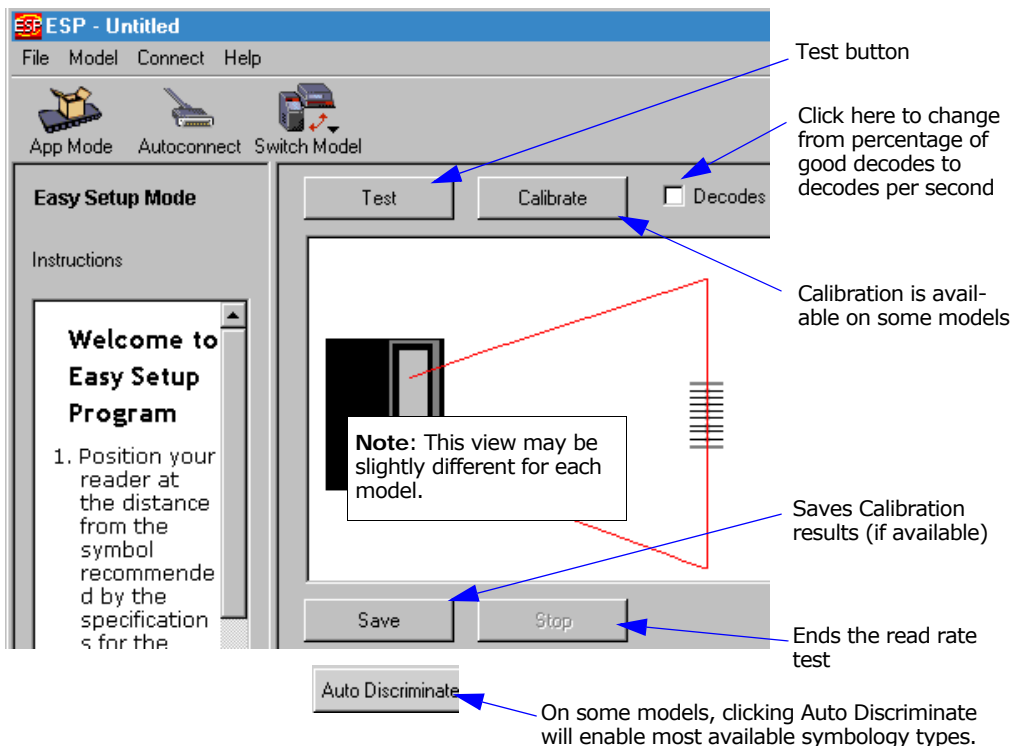 ESP - Untitled
File Model Connect Help
App Mode Autoconnect Switch Model
Easy Setup Mode
Instructions
Welcome to
Easy Setup
Program
1. Position your
reader at
the distance
from the
symbol
recommende
d by the
specification
s for the
Test Calibrate Decodes
Note: This view may be
slightly different for each
model.
Save Stop
Auto Discriminate
Test button
Click here to change
from percentage of
good decodes to
decodes per second
Calibration is avail-
able on some models
Saves Calibration
results (if available)
Ends the read rate
test
On some models, clicking Auto Discriminate
will enable most available symbology types.